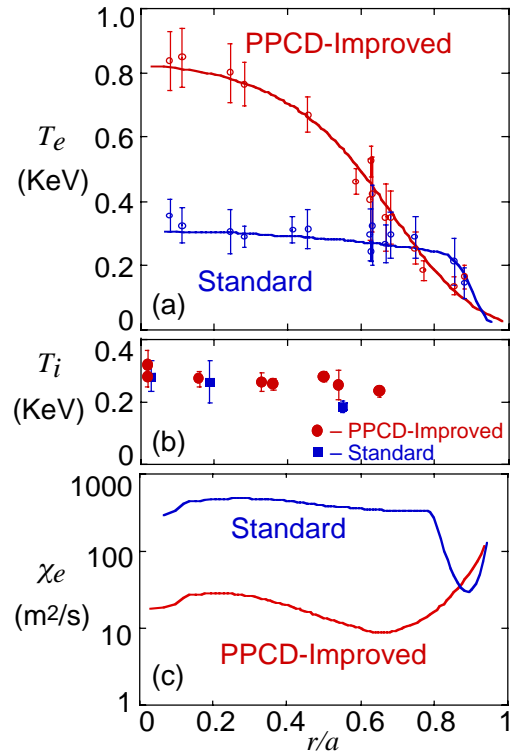 1.0
PPCD-Improved
0.8
Te
0.6
(KeV)
0.4
0.2
Standard
(a)
0
0.4
Ti
(KeV)
0.2
– PPCD-Improved
(b)
– Standard
0
1000
Standard
χe
100
(m2/s)
10
PPCD-Improved
(c)
1
0 0.2 0.4 0.6 0.8 1.0
r/a